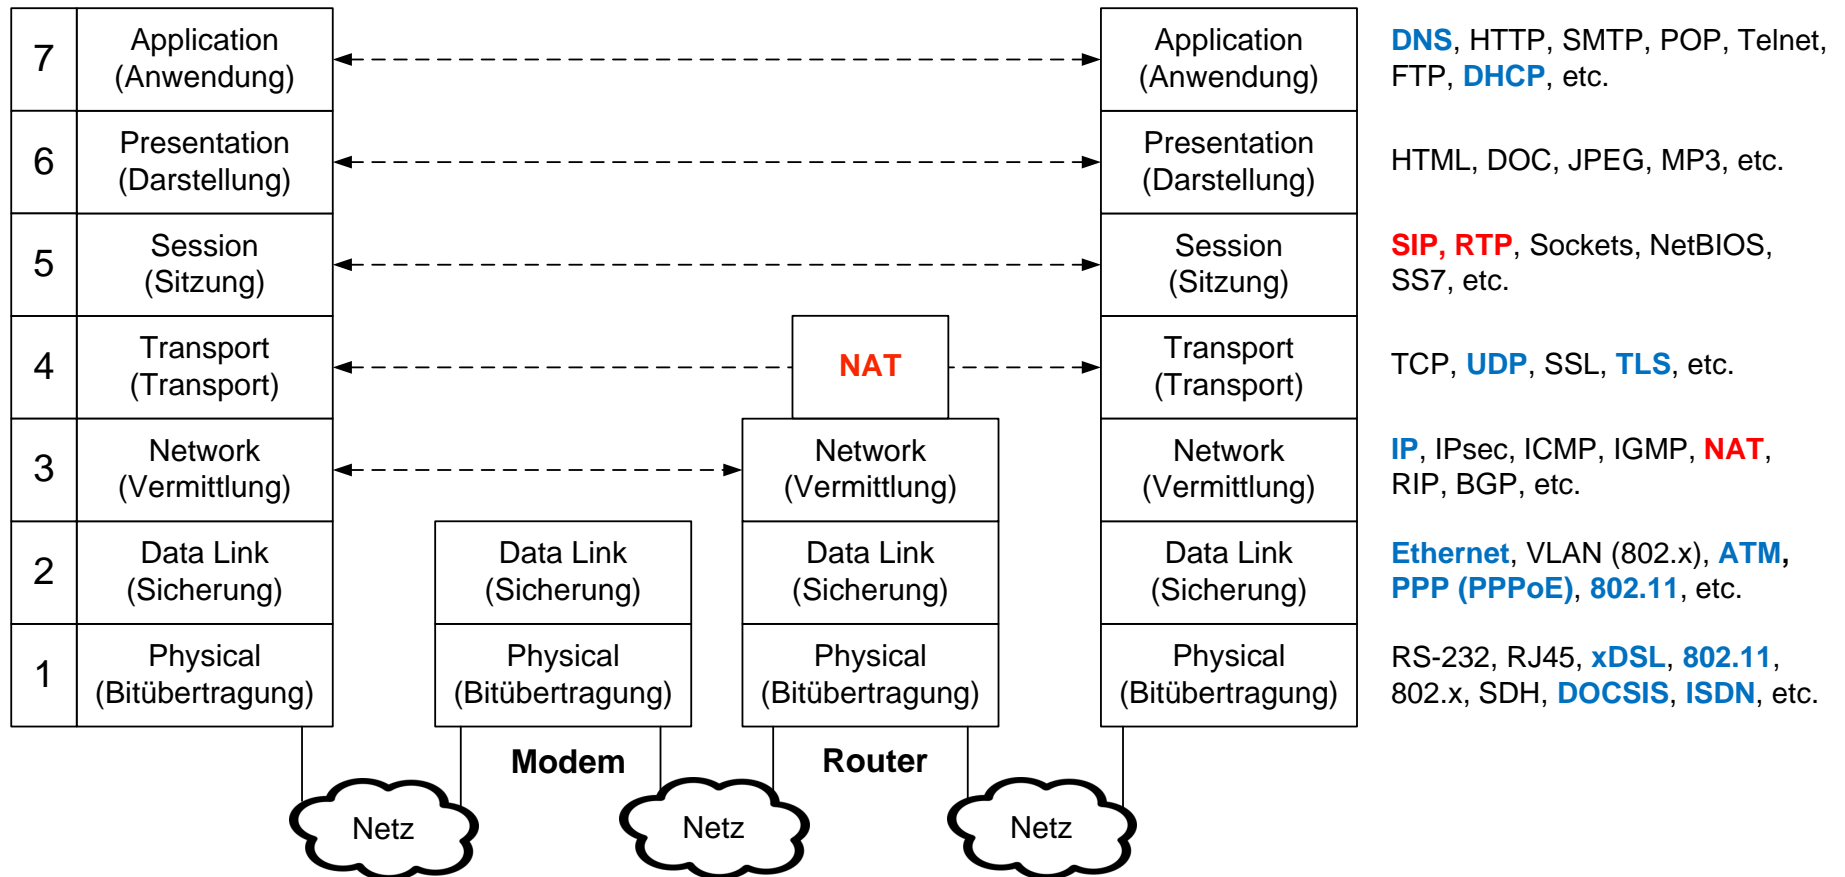 7
Application
(Anwendung)
Application
(Anwendung)
DNS, HTTP, SMTP, POP, Telnet,
FTP, DHCP, etc.
6
Presentation
(Darstellung)
Presentation
(Darstellung)
HTML, DOC, JPEG, MP3, etc.
5
Session
(Sitzung)
Session
(Sitzung)
SIP, RTP, Sockets, NetBIOS,
SS7, etc.
4
Transport
(Transport)
NAT
Transport
(Transport)
TCP, UDP, SSL, TLS, etc.
3
Network
(Vermittlung)
Network
(Vermittlung)
Network
(Vermittlung)
IP, IPsec, ICMP, IGMP, NAT,
RIP, BGP, etc.
2
Data Link
(Sicherung)
Data Link
(Sicherung)
Data Link
(Sicherung)
Data Link
(Sicherung)
Ethernet, VLAN (802.x), ATM,
PPP (PPPoE), 802.11, etc.
1
Physical
(Bitübertragung)
Physical
(Bitübertragung)
Physical
(Bitübertragung)
Physical
(Bitübertragung)
RS-232, RJ45, xDSL, 802.11,
802.x, SDH, DOCSIS, ISDN, etc.
Modem
Router
Netz
Netz
Netz